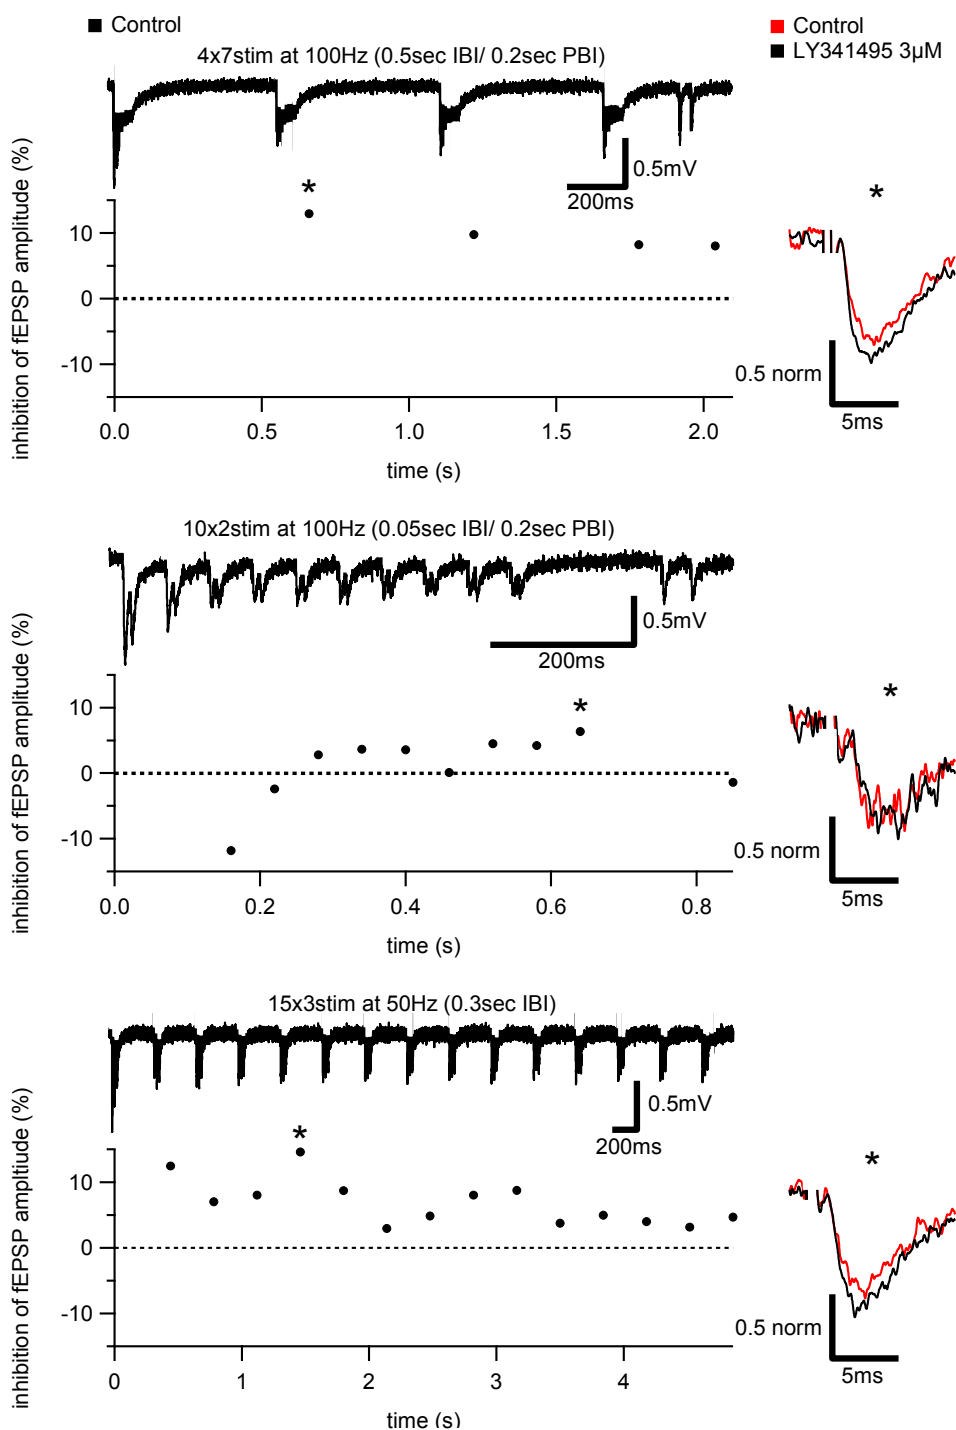 Control
Control
LY341495 3µM
4x7stim at 100Hz (0.5sec IBI/ 0.2sec PBI)
0.5mV
200ms
*
*
inhibition of fEPSP amplitude (%)
10
0
-10
0.5 norm
5ms
0.0 0.5 1.0 1.5 2.0
time (s)
10x2stim at 100Hz (0.05sec IBI/ 0.2sec PBI)
0.5mV
200ms
*
*
inhibition of fEPSP amplitude (%)
10
0
-10
0.5 norm
5ms
0.0 0.2 0.4 0.6 0.8
time (s)
15x3stim at 50Hz (0.3sec IBI)
0.5mV
200ms
*
*
inhibition of fEPSP ampltiude (%)
10
0
-10
0.5 norm
5ms
0 1 2 3 4
time (s)